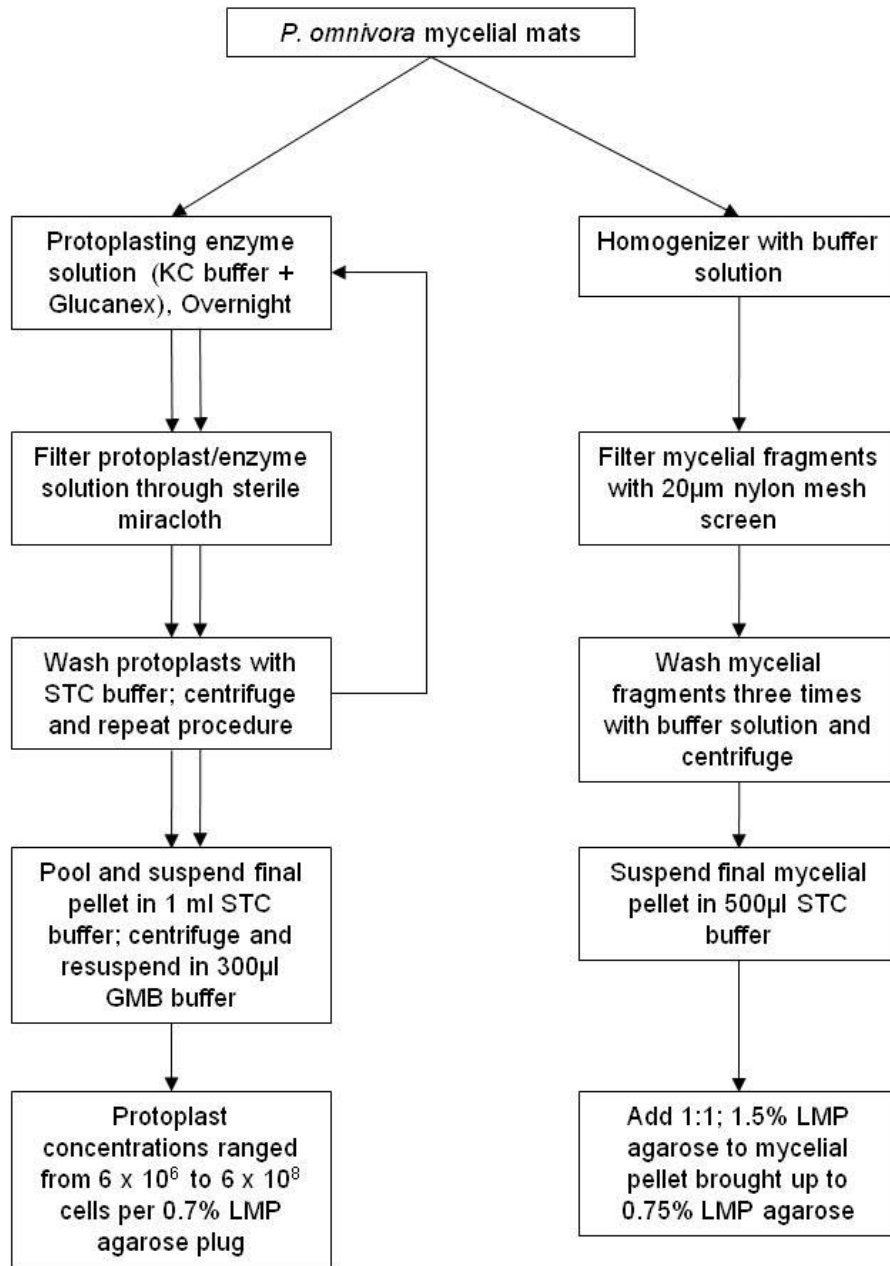 P. omnivora mycelial mats
Protoplasting enzyme
solution (KC buffer +
Glucanex), Overnight
Filter protoplast/enzyme
solution through sterile
miracloth
Wash protoplasts with
STC buffer; centrifuge
and repeat procedure
Pool and suspend final
pellet in 1 ml STC
buffer; centrifuge and
resuspend in 300µl
GMB buffer
Protoplast
concentrations ranged
from 6 x 10⁶ to 6 x 10⁸
cells per 0.7% LMP
agarose plug
Homogenizer with buffer
solution
Filter mycelial fragments
with 20µm nylon mesh
screen
Wash mycelial
fragments three times
with buffer solution and
centrifuge
Suspend final mycelial
pellet in 500µl STC
buffer
Add 1:1; 1.5% LMP
agarose to mycelial
pellet brought up to
0.75% LMP agarose